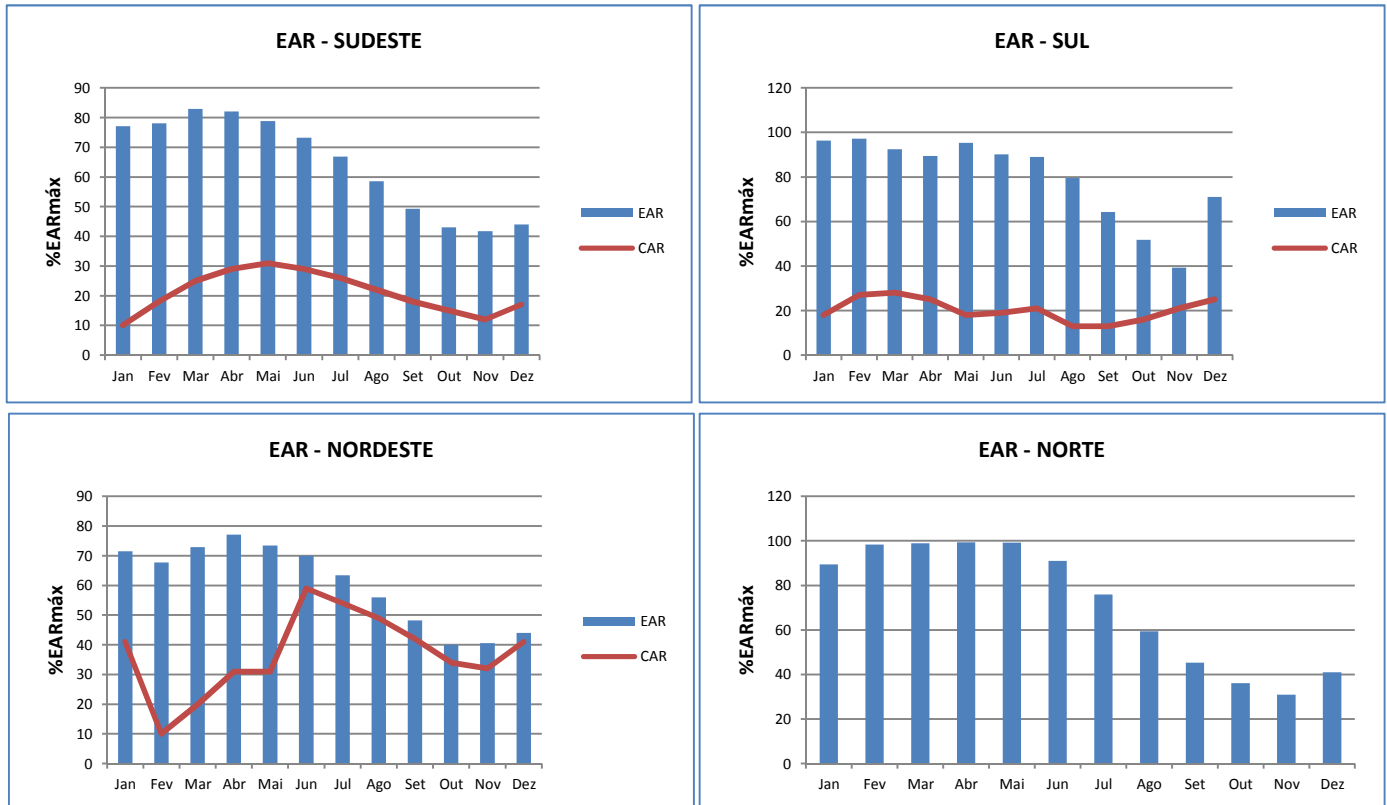 EAR - SUDESTE
%EARmáx
90
80
70
60
50
40
30
20
10
0
Jan Fev Mar Abr Mai Jun Jul Ago Set Out Nov Dez
EAR
CAR
EAR - SUL
%EARmáx
120
100
80
60
40
20
0
Jan Fev Mar Abr Mai Jun Jul Ago Set Out Nov Dez
EAR
CAR
EAR - NORDESTE
%EARmáx
90
80
70
60
50
40
30
20
10
0
Jan Fev Mar Abr Mai Jun Jul Ago Set Out Nov Dez
EAR
CAR
EAR - NORTE
%EARmáx
120
100
80
60
40
20
0
Jan Fev Mar Abr Mai Jun Jul Ago Set Out Nov Dez